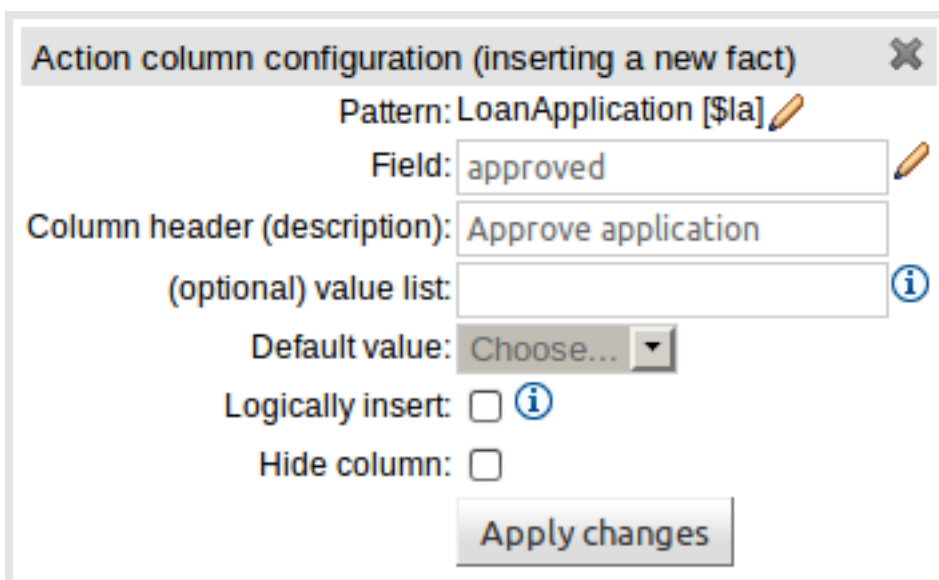 Action column configuration (inserting a new fact)
Pattern: LoanApplication [$la]
Field: approved
Column header (description): Approve application
(optional) value list:
Default value: Choose...
Logically insert:
Hide column:
Apply changes